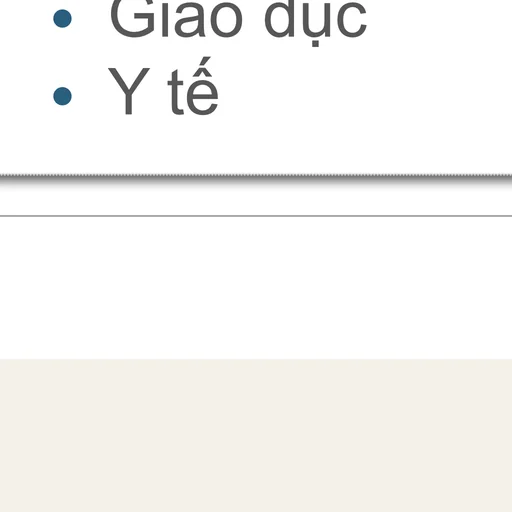 • Giáo dục
• Y tế